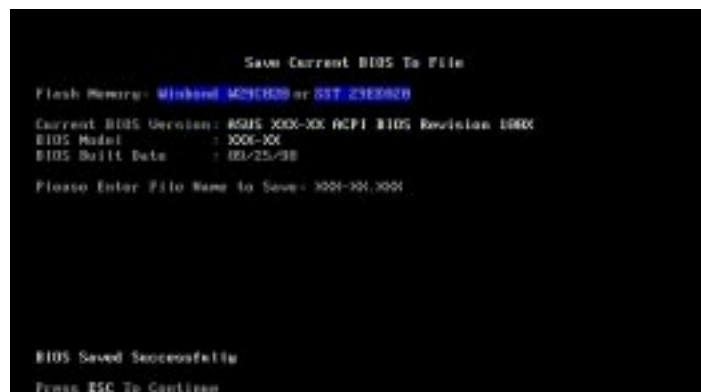 Save Current BIOS To File
Flash Memory: Winbond W29C020 or SST 29EE020
Current BIOS Version: ASUS XXX-XX ACPI BIOS Revision 100X
BIOS Model : XXX-XX
BIOS Built Date : 09/25/98
Please Enter File Name to Save: XXX-XX.XXX
BIOS Saved Successfully
Press ESC To Continue